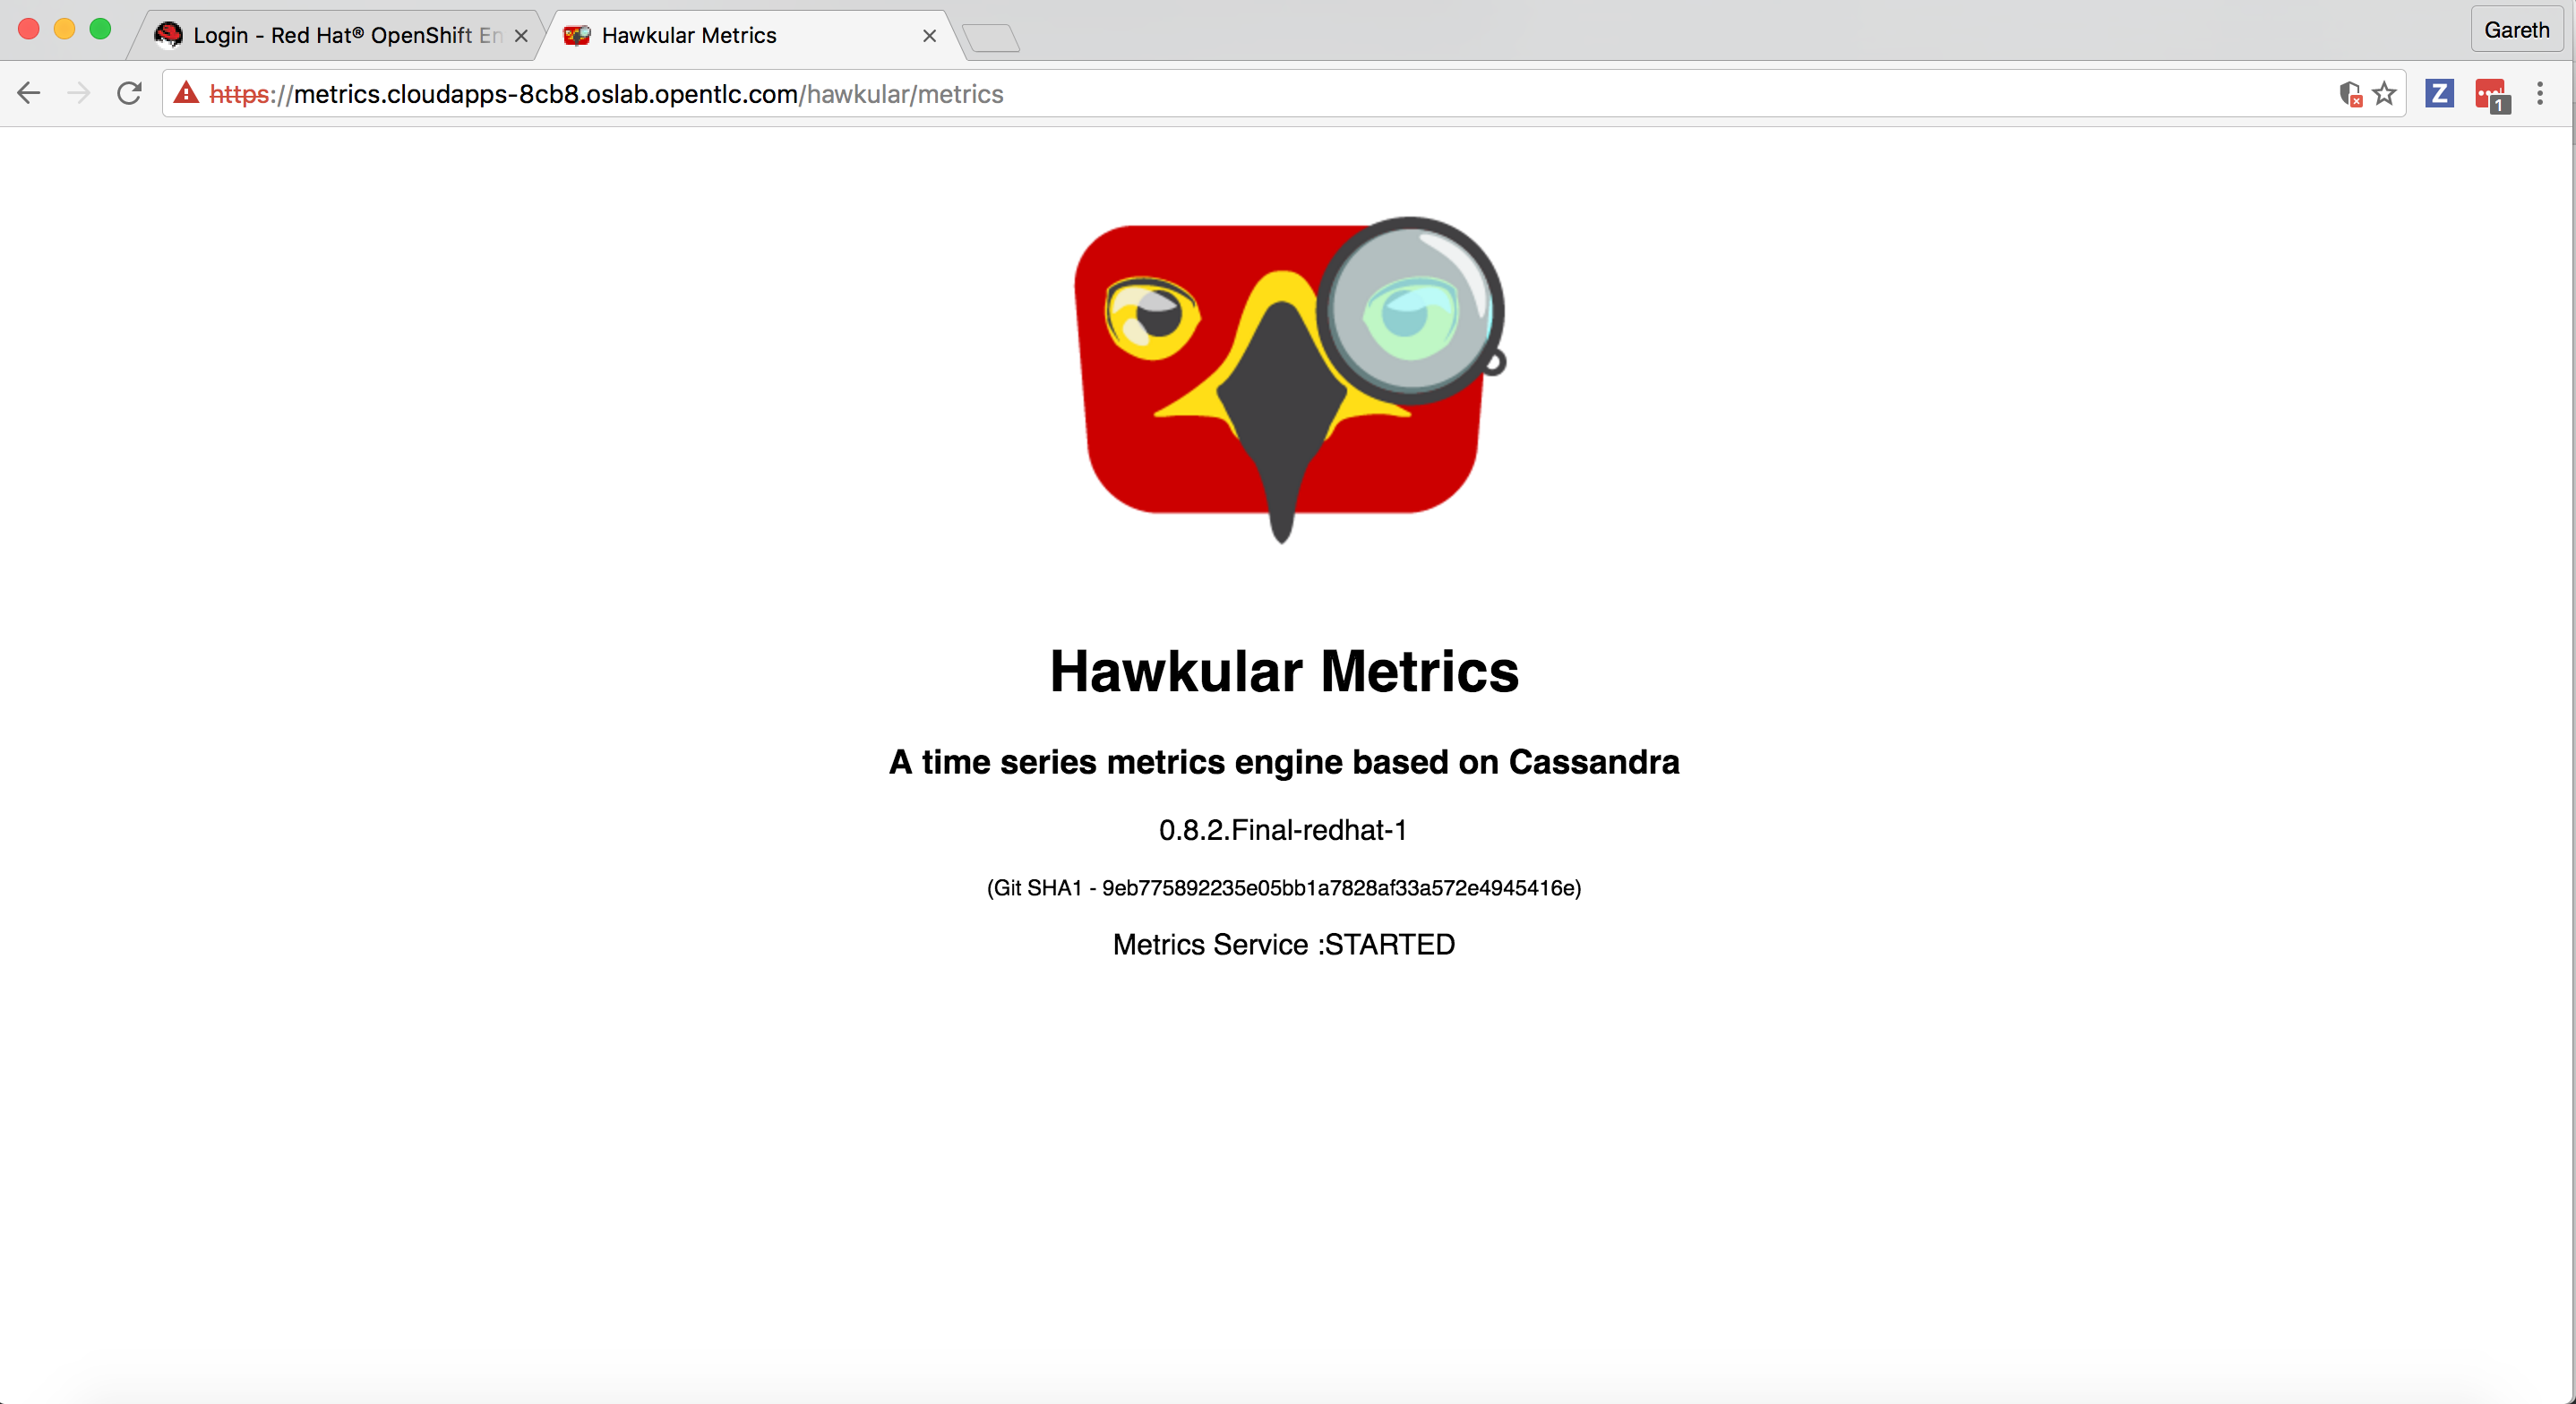 Login - Red Hat® OpenShift En
Hawkular Metrics
Gareth
https://metrics.cloudapps-8cb8.oslab.opentlc.com/hawkular/metrics
Z
1
Hawkular Metrics
A time series metrics engine based on Cassandra
0.8.2.Final-redhat-1
(Git SHA1 - 9eb775892235e05bb1a7828af33a572e4945416e)
Metrics Service :STARTED